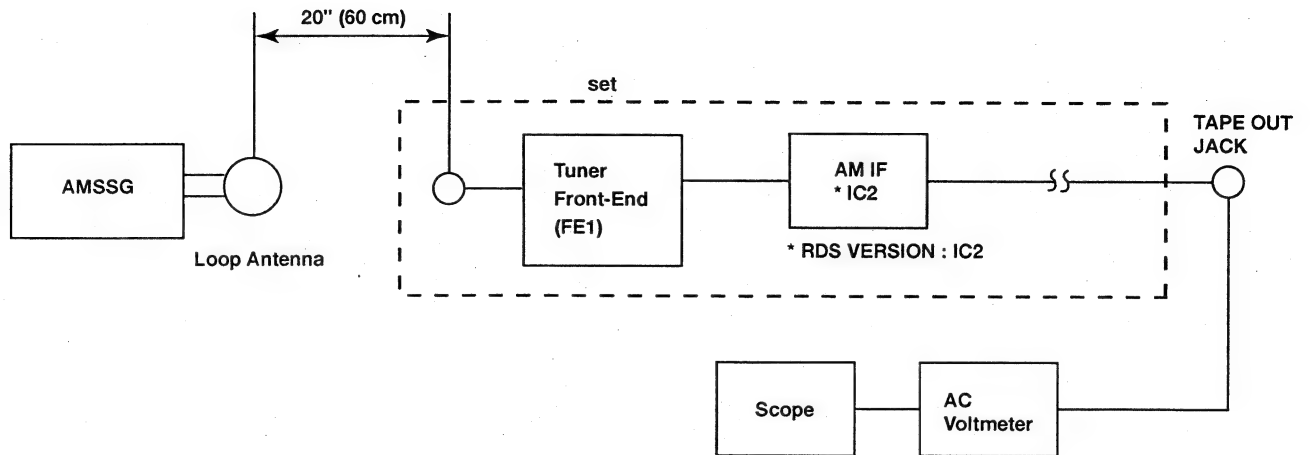 20" (60 cm)
set
TAPE OUT
JACK
AMSSG
Tuner
Front-End
(FE1)
AM IF
* IC2
Loop Antenna
* RDS VERSION : IC2
Scope
AC
Voltmeter